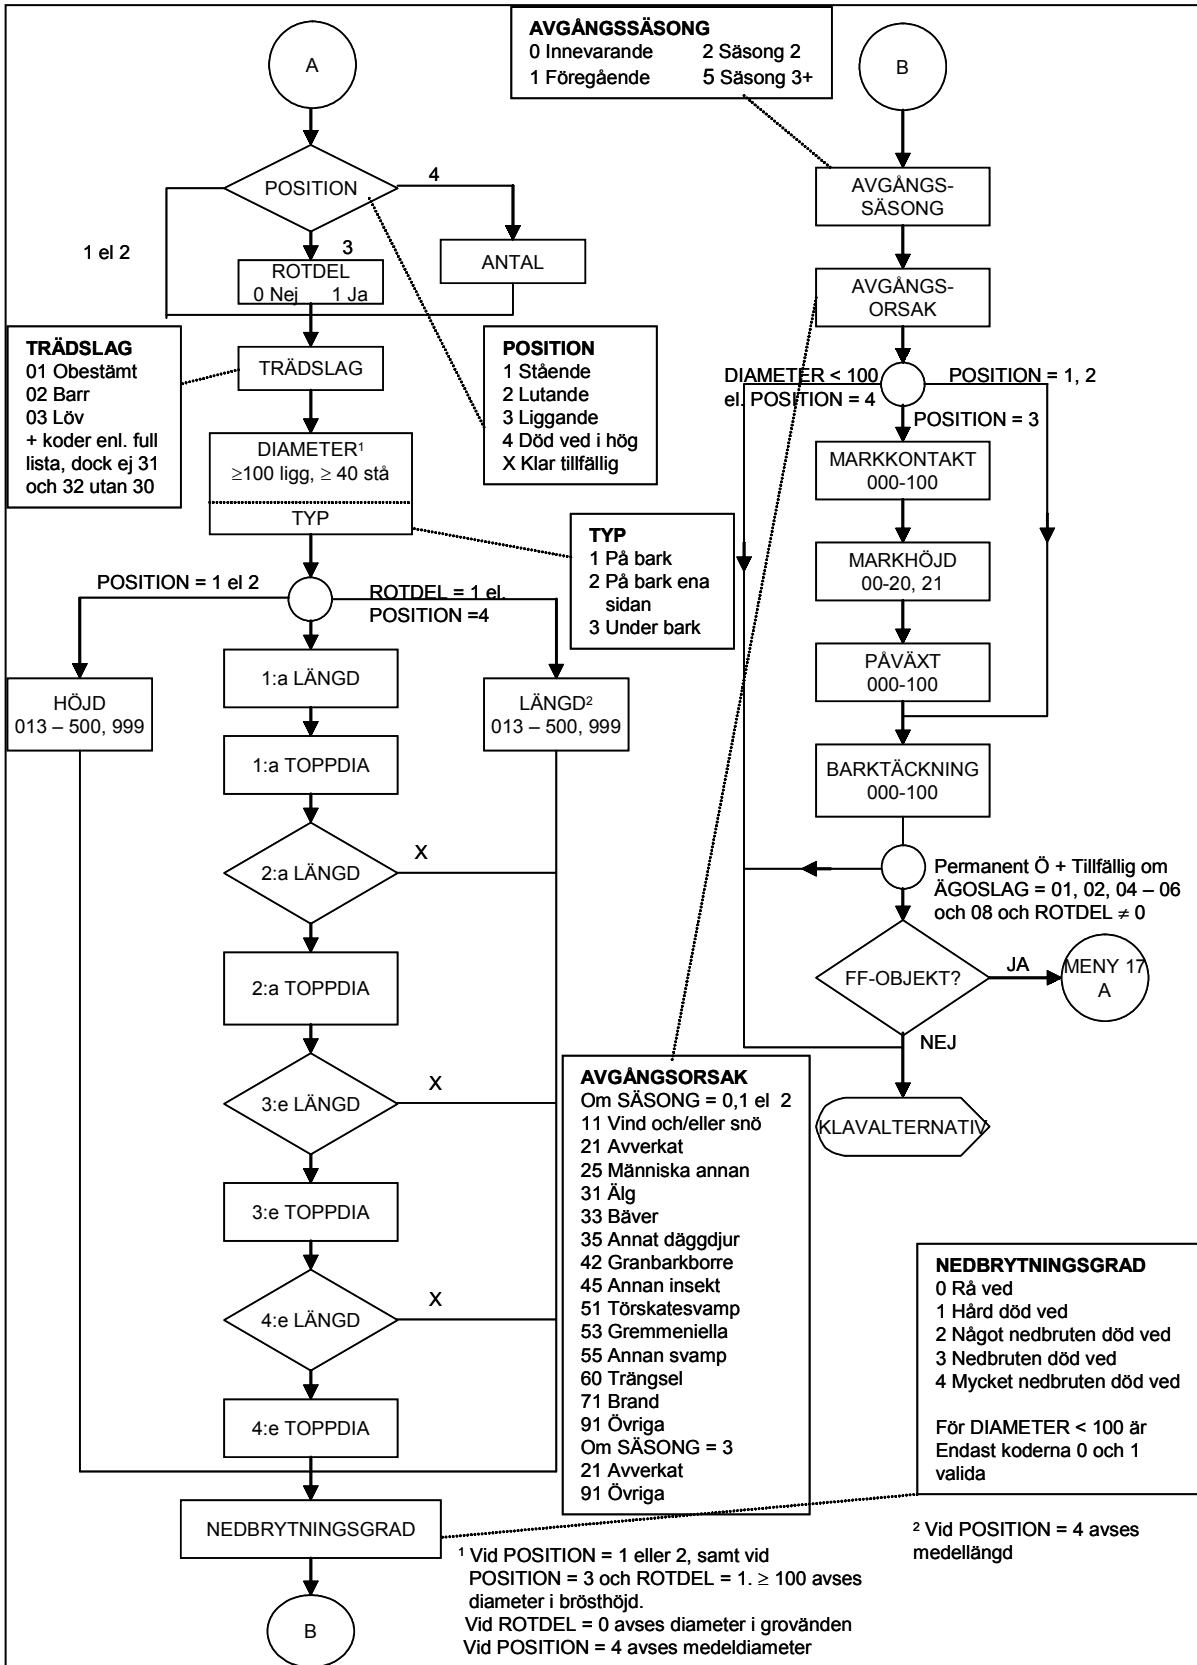 A
POSITION
4
1 el 2
3
ROTDEL
0 Nej 1 Ja
ANTAL
TRÄDSLAG
01 Obestämt
02 Barr
03 Löv
+ koder enl. full
lista, dock ej 31
och 32 utan 30
TRÄDSLAG
POSITION
1 Stående
2 Lutande
3 Liggande
4 Död ved i hög
X Klar tillfällig
DIAMETER¹
≥100 ligg, ≥ 40 stå
TYP
TYP
1 På bark
2 På bark ena
sidan
3 Under bark
POSITION = 1 el 2
ROTDEL = 1 el.
POSITION =4
HÖJD
013 – 500, 999
1:a LÄNGD
LÄNGD²
013 – 500, 999
1:a TOPPDIA
2:a LÄNGD
X
2:a TOPPDIA
3:e LÄNGD
X
3:e TOPPDIA
4:e LÄNGD
X
4:e TOPPDIA
NEDBRYTNINGSGRAD
B
AVGÅNGSSÄSONG
0 Innevarande 2 Säsong 2
1 Föregående 5 Säsong 3+
B
AVGÅNGS-
SÄSONG
AVGÅNGS-
ORSAK
DIAMETER < 100
el. POSITION = 4
POSITION = 1, 2
POSITION = 3
MARKKONTAKT
000-100
MARKHÖJD
00-20, 21
PÅVÄXT
000-100
BARKTÄCKNING
000-100
Permanent Ö + Tillfällig om
ÄGOSLAG = 01, 02, 04 – 06
och 08 och ROTDEL ≠ 0
FF-OBJEKT?
JA
MENY 17
A
NEJ
KLAVALTERNATIV
AVGÅNGSORSAK
Om SÄSONG = 0,1 el 2
11 Vind och/eller snö
21 Avverkat
25 Människa annan
31 Älg
33 Bäver
35 Annat däggdjur
42 Granbarkborre
45 Annan insekt
51 Törskatesvamp
53 Gremmeniella
55 Annan svamp
60 Trängsel
71 Brand
91 Övriga
Om SÄSONG = 3
21 Avverkat
91 Övriga
NEDBRYTNINGSGRAD
0 Rå ved
1 Hård död ved
2 Något nedbruten död ved
3 Nedbruten död ved
4 Mycket nedbruten död ved
För DIAMETER < 100 är
Endast koderna 0 och 1
valida
¹ Vid POSITION = 1 eller 2, samt vid
POSITION = 3 och ROTDEL = 1. ≥ 100 avses
diameter i brösthöjd.
Vid ROTDEL = 0 avses diameter i grovänden
Vid POSITION = 4 avses medeldiameter
² Vid POSITION = 4 avses
medellängd